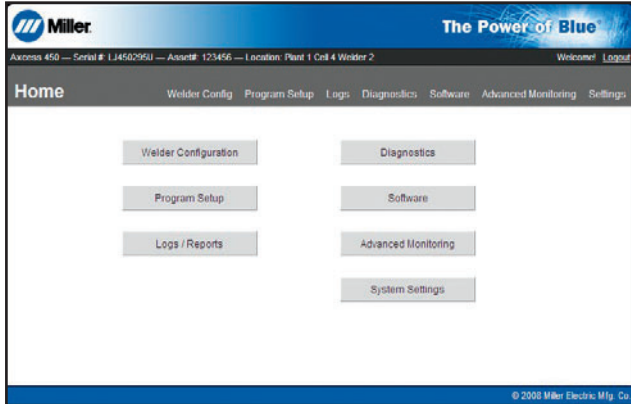 Miller.
The Power of Blue®
Axcess 450 — Serial #: LJ450295U — Asset#: 123456 — Location: Plant 1 Cell 4 Welder 2
Welcome! Logout
Home
Welder Config Program Setup Logs Diagnostics Software Advanced Monitoring Settings
Welder Configuration
Diagnostics
Program Setup
Software
Logs / Reports
Advanced Monitoring
System Settings
© 2008 Miller Electric Mfg. Co.